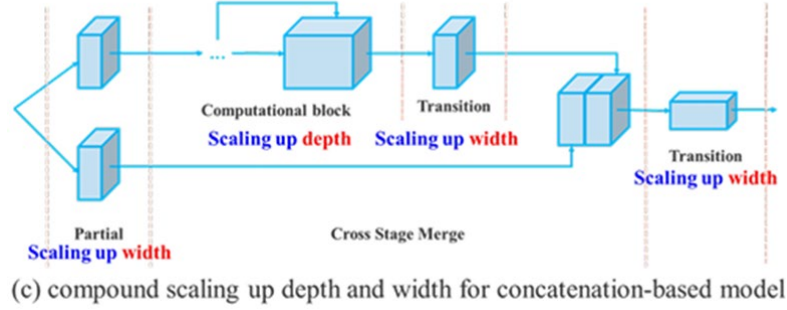 ...
Computational block
Transition
Scaling up depth
Scaling up width
Transition
Scaling up width
Partial
Cross Stage Merge
Scaling up width
(c) compound scaling up depth and width for concatenation-based model